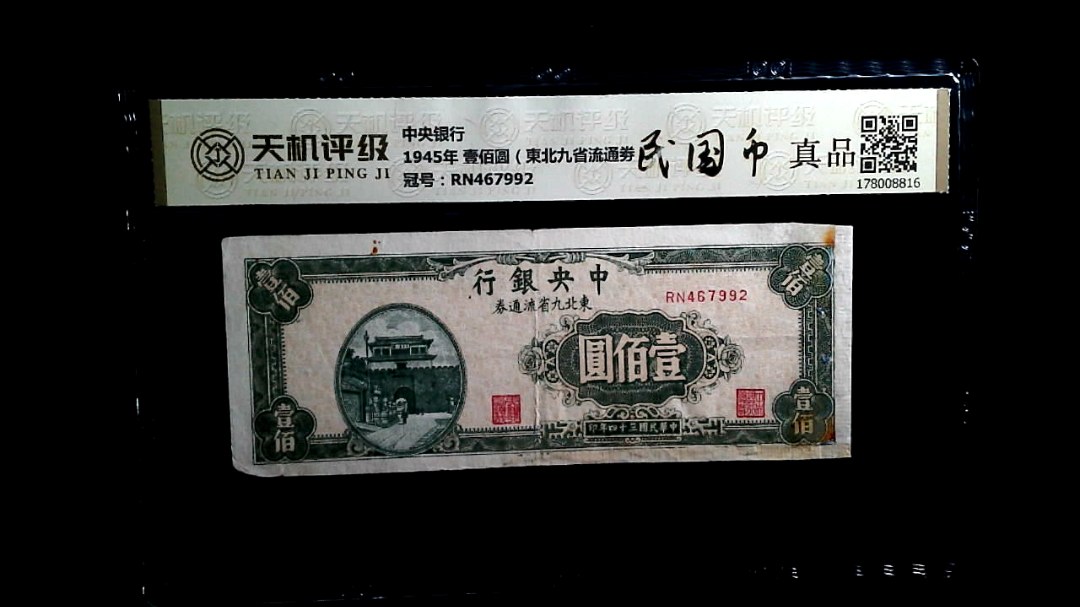 天机评级
TIAN JI PING JI
中央银行
1945年 壹佰圆（東北九省流通券
冠号：RN467992
民国币
真品
178008816
壹佰
壹佰
行銀央中
券通流省九北東
RN467992
圓佰壹
壹佰
壹佰
印年四十三國民華中